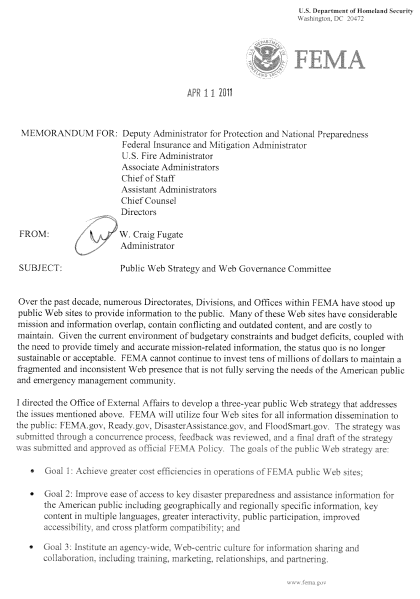 U.S. Department of Homeland Security
Washington, DC 20472
FEMA
APR 11 2011
MEMORANDUM FOR: Deputy Administrator for Protection and National Preparedness
Federal Insurance and Mitigation Administrator
U.S. Fire Administrator
Associate Administrators
Chief of Staff
Assistant Administrators
Chief Counsel
Directors
FROM: W. Craig Fugate
Administrator
SUBJECT: Public Web Strategy and Web Governance Committee
Over the past decade, numerous Directorates, Divisions, and Offices within FEMA have stood up
public Web sites to provide information to the public. Many of these Web sites have considerable
mission and information overlap, contain conflicting and outdated content, and are costly to
maintain. Given the current environment of budgetary constraints and budget deficits, coupled with
the need to provide timely and accurate mission-related information, the status quo is no longer
sustainable or acceptable. FEMA cannot continue to invest tens of millions of dollars to maintain a
fragmented and inconsistent Web presence that is not fully serving the needs of the American public
and emergency management community.
I directed the Office of External Affairs to develop a three-year public Web strategy that addresses
the issues mentioned above. FEMA will utilize four Web sites for all information dissemination to
the public: FEMA.gov, Ready.gov, DisasterAssistance.gov, and FloodSmart.gov. The strategy was
submitted through a concurrence process, feedback was reviewed, and a final draft of the strategy
was submitted and approved as official FEMA Policy. The goals of the public Web strategy are:
• Goal 1: Achieve greater cost efficiencies in operations of FEMA public Web sites;
• Goal 2: Improve ease of access to key disaster preparedness and assistance information for
the American public including geographically and regionally specific information, key
content in multiple languages, greater interactivity, public participation, improved
accessibility, and cross platform compatibility; and
• Goal 3: Institute an agency-wide, Web-centric culture for information sharing and
collaboration, including training, marketing, relationships, and partnering.
www.fema.gov